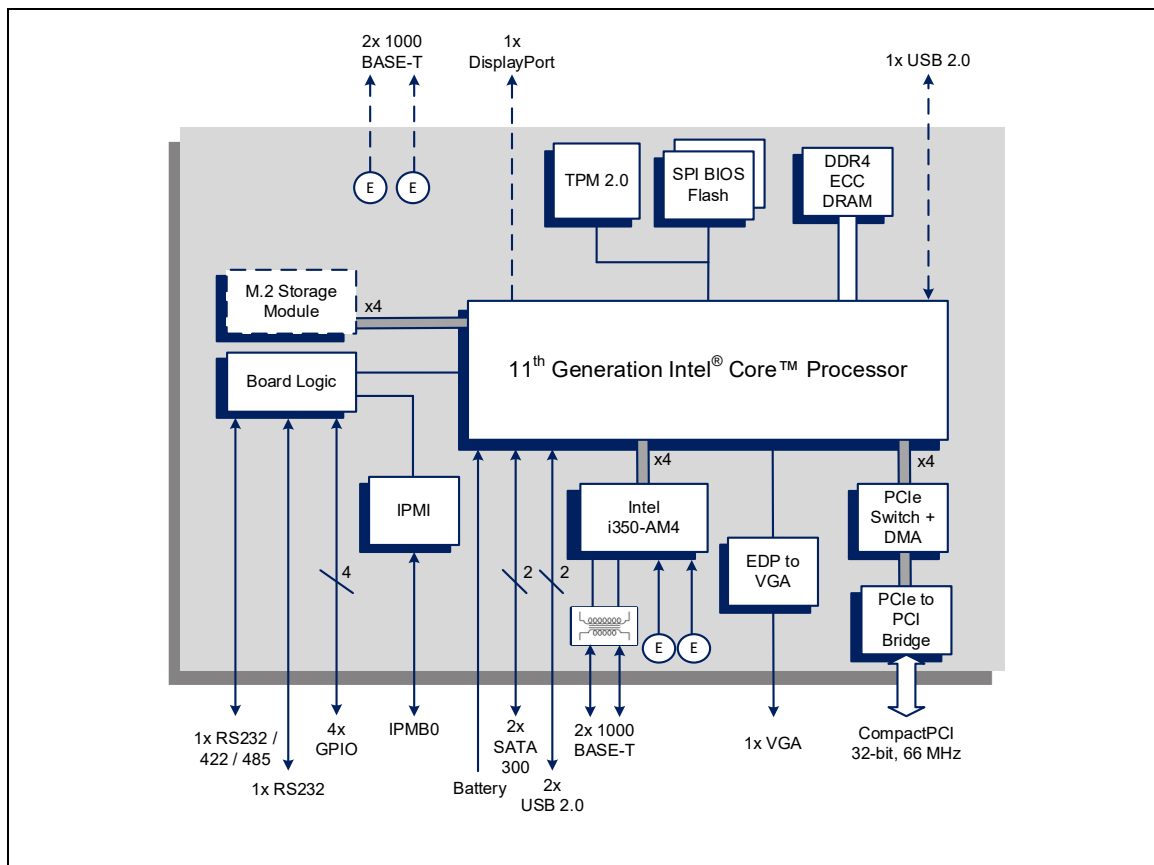 2x 1000
BASE-T
1x
DisplayPort
1x USB 2.0
E
E
TPM 2.0
SPI BIOS
Flash
DDR4
ECC
DRAM
M.2 Storage
Module
x4
11th Generation Intel® Core™ Processor
Board Logic
x4
x4
IPMI
Intel
i350-AM4
PCIe
Switch +
DMA
EDP to
VGA
4
2
2
PCIe to
PCI
Bridge
E
E
1x RS232 /
422 / 485
1x RS232
4x
GPIO
IPMB0
Battery
2x
SATA
300
2x
USB 2.0
2x 1000
BASE-T
1x VGA
CompactPCI
32-bit, 66 MHz